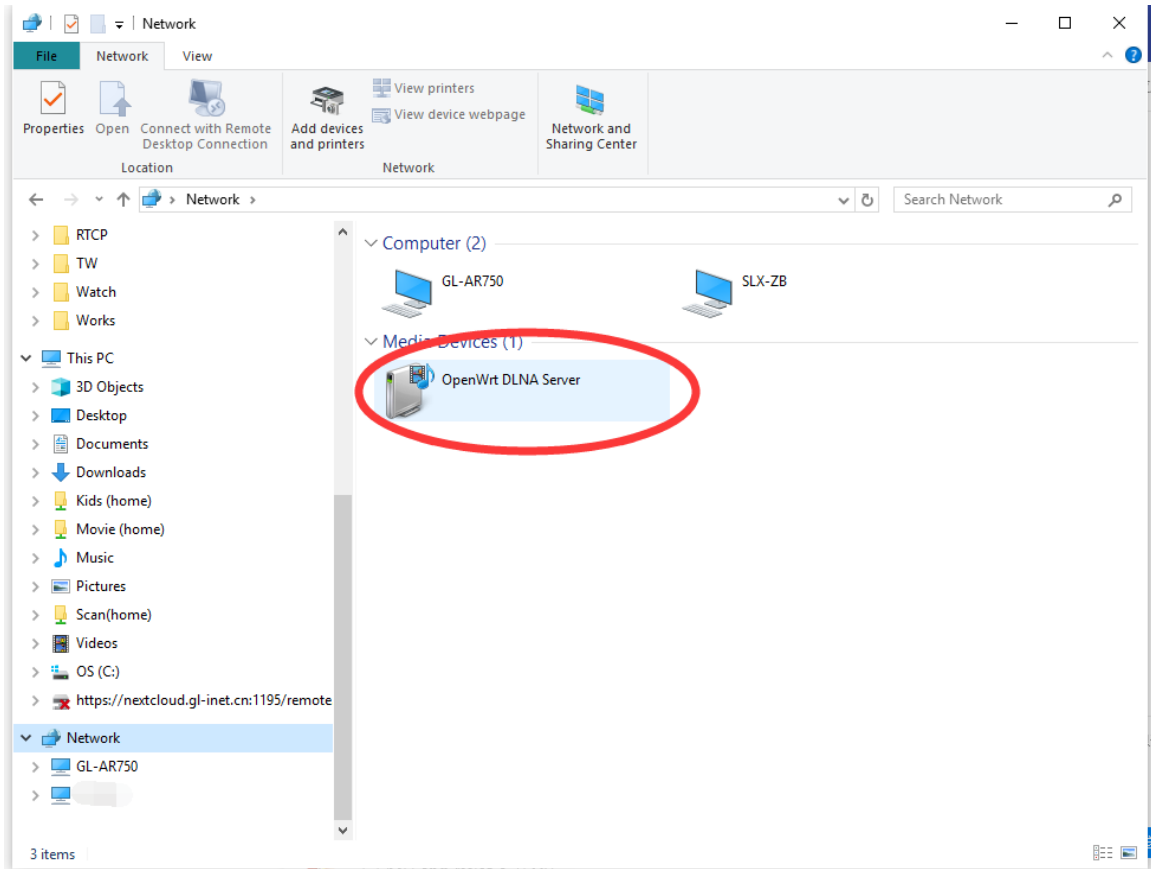 Network
File Network View
Properties
Open
Connect with Remote
Desktop Connection
Location
Add devices
and printers
View printers
View device webpage
Network
Network and
Sharing Center
Network
Search Network
RTCP
TW
Watch
Works
This PC
3D Objects
Desktop
Documents
Downloads
Kids (home)
Movie (home)
Music
Pictures
Scan(home)
Videos
OS (C:)
https://nextcloud.gl-inet.cn:1195/remote
Network
GL-AR750
Computer (2)
GL-AR750
SLX-ZB
Media Devices (1)
OpenWrt DLNA Server
3 items